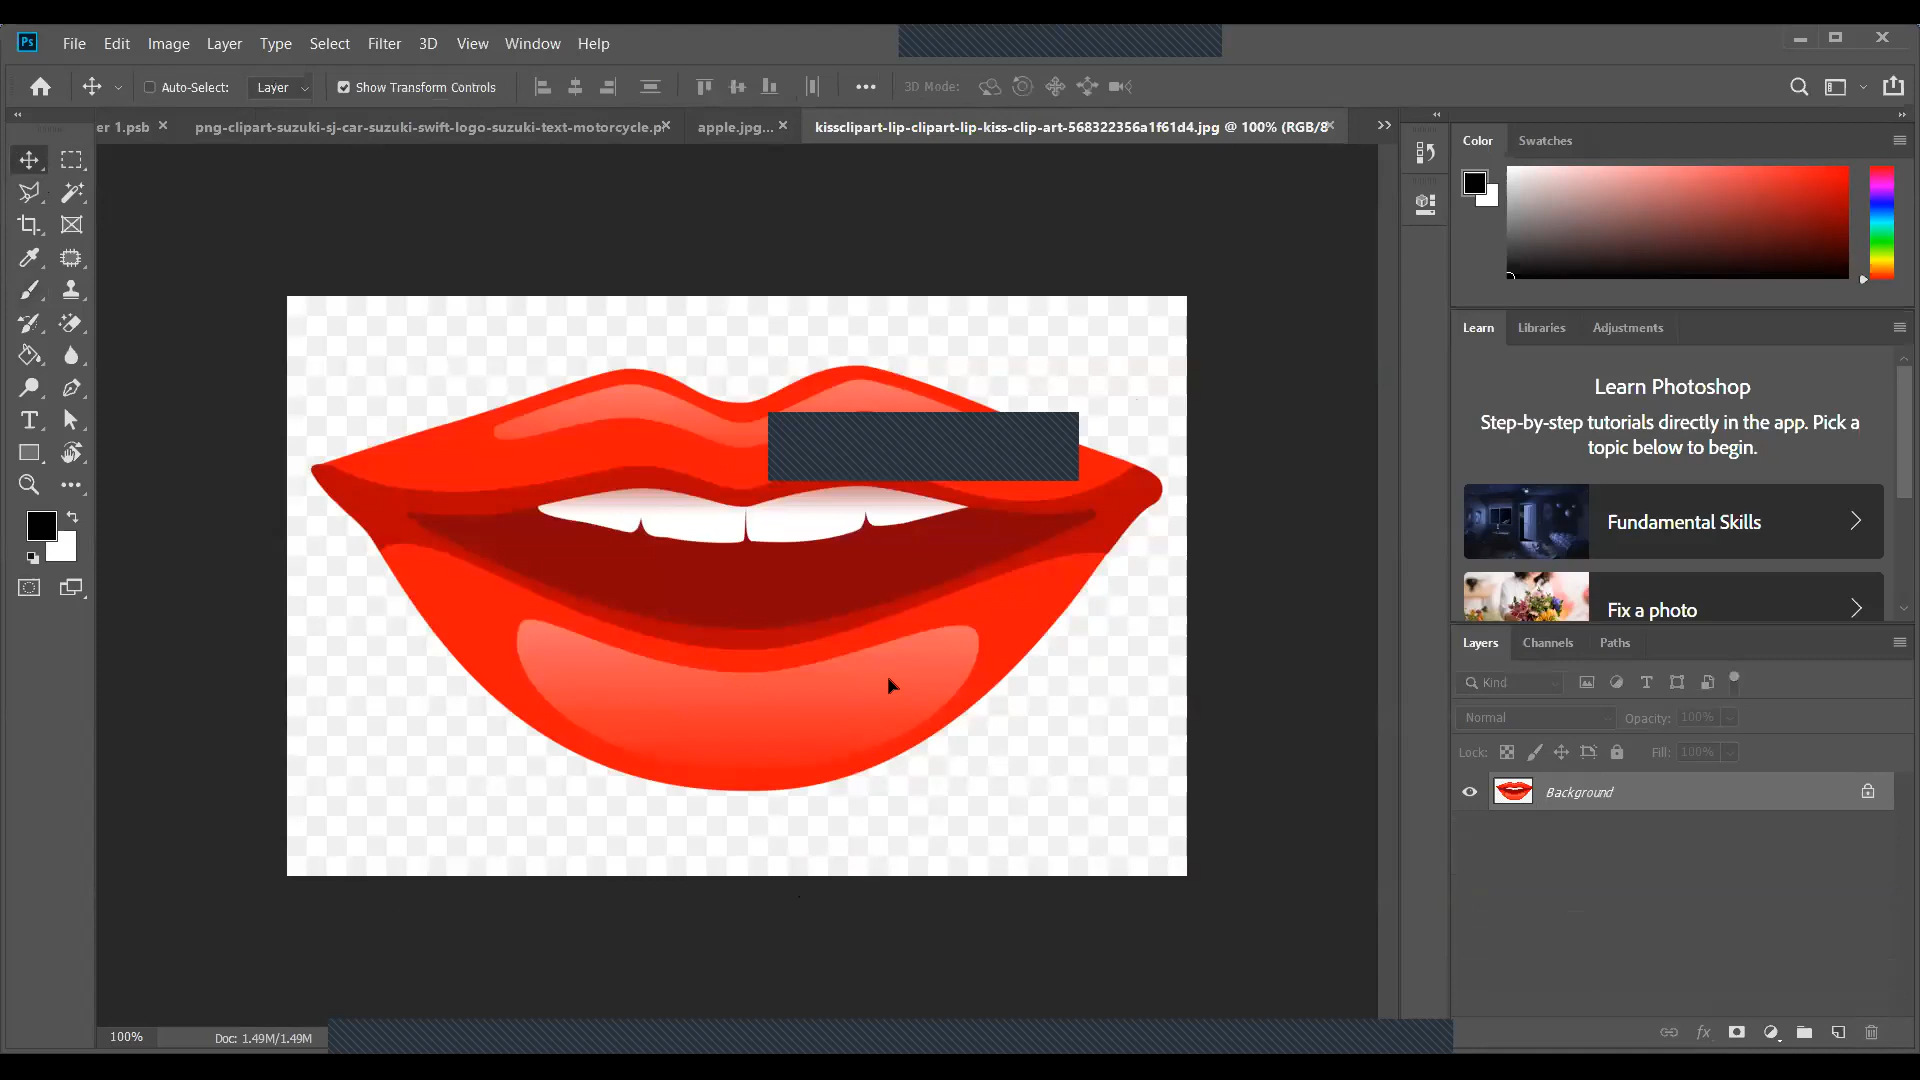 Ps File Edit Image Layer Type Select Filter 3D View Window Help
Auto-Select: Layer Show Transform Controls 3D Mode:
er 1.psb png-clipart-suzuki-sj-car-suzuki-swift-logo-suzuki-text-motorcycle.p apple.jpg... kissclipart-lip-clipart-lip-kiss-clip-art-568322356a1f61d4.jpg @ 100% (RGB/8
Color Swatches
Learn Libraries Adjustments
Learn Photoshop
Step-by-step tutorials directly in the app. Pick a
topic below to begin.
Fundamental Skills
Fix a photo
Layers Channels Paths
Kind
Normal Opacity: 100%
Lock: Fill: 100%
Background
fx
100% Doc: 1.49M/1.49M